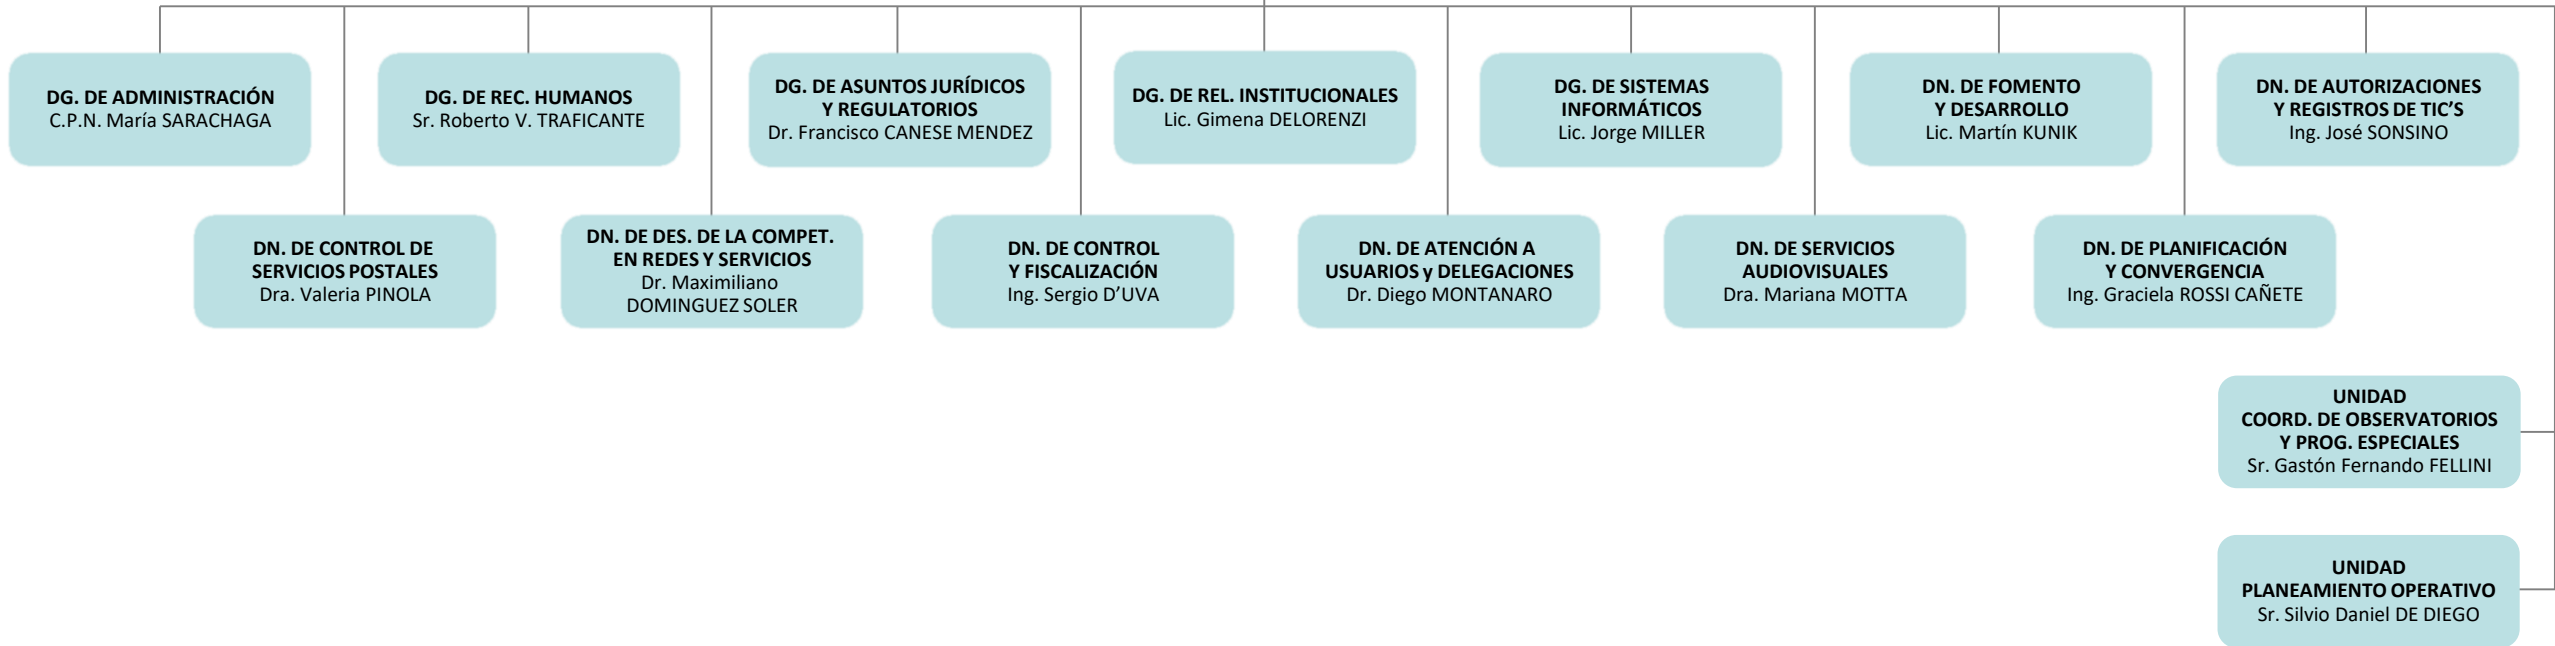 DG. DE ADMINISTRACIÓN
C.P.N. María SARACHAGA
DG. DE REC. HUMANOS
Sr. Roberto V. TRAFICANTE
DG. DE ASUNTOS JURÍDICOS
Y REGULATORIOS
Dr. Francisco CANESE MENDEZ
DG. DE REL. INSTITUCIONALES
Lic. Gimena DELORENZI
DG. DE SISTEMAS
INFORMÁTICOS
Lic. Jorge MILLER
DN. DE FOMENTO
Y DESARROLLO
Lic. Martín KUNIK
DN. DE AUTORIZACIONES
Y REGISTROS DE TIC’S
Ing. José SONSINO
DN. DE CONTROL DE
SERVICIOS POSTALES
Dra. Valeria PINOLA
DN. DE DES. DE LA COMPET.
EN REDES Y SERVICIOS
Dr. Maximiliano
DOMINGUEZ SOLER
DN. DE CONTROL
Y FISCALIZACIÓN
Ing. Sergio D’UVA
DN. DE ATENCIÓN A
USUARIOS y DELEGACIONES
Dr. Diego MONTANARO
DN. DE SERVICIOS
AUDIOVISUALES
Dra. Mariana MOTTA
DN. DE PLANIFICACIÓN
Y CONVERGENCIA
Ing. Graciela ROSSI CAÑETE
UNIDAD
COORD. DE OBSERVATORIOS
Y PROG. ESPECIALES
Sr. Gastón Fernando FELLINI
UNIDAD
PLANEAMIENTO OPERATIVO
Sr. Silvio Daniel DE DIEGO